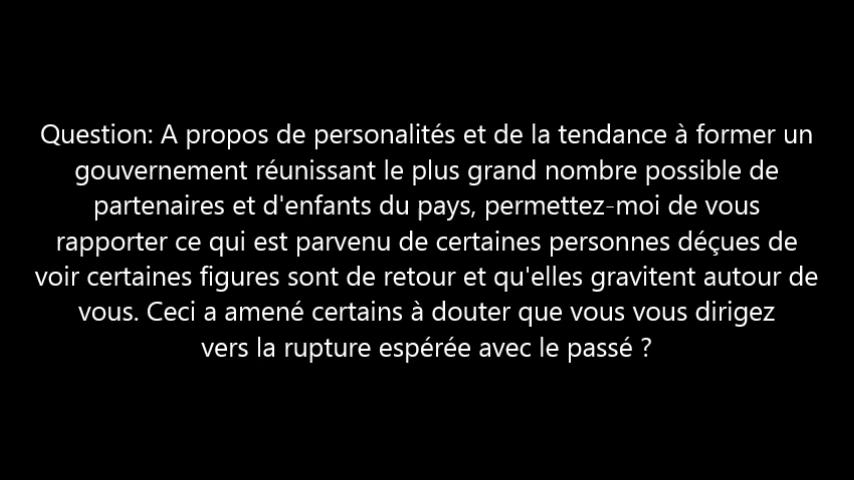 Question: A propos de personalités et de la tendance à former un
gouvernement réunissant le plus grand nombre possible de
partenaires et d'enfants du pays, permettez-moi de vous
rapporter ce qui est parvenu de certaines personnes déçues de
voir certaines figures sont de retour et qu'elles gravitent autour de
vous. Ceci a amené certains à douter que vous vous dirigez
vers la rupture espérée avec le passé ?